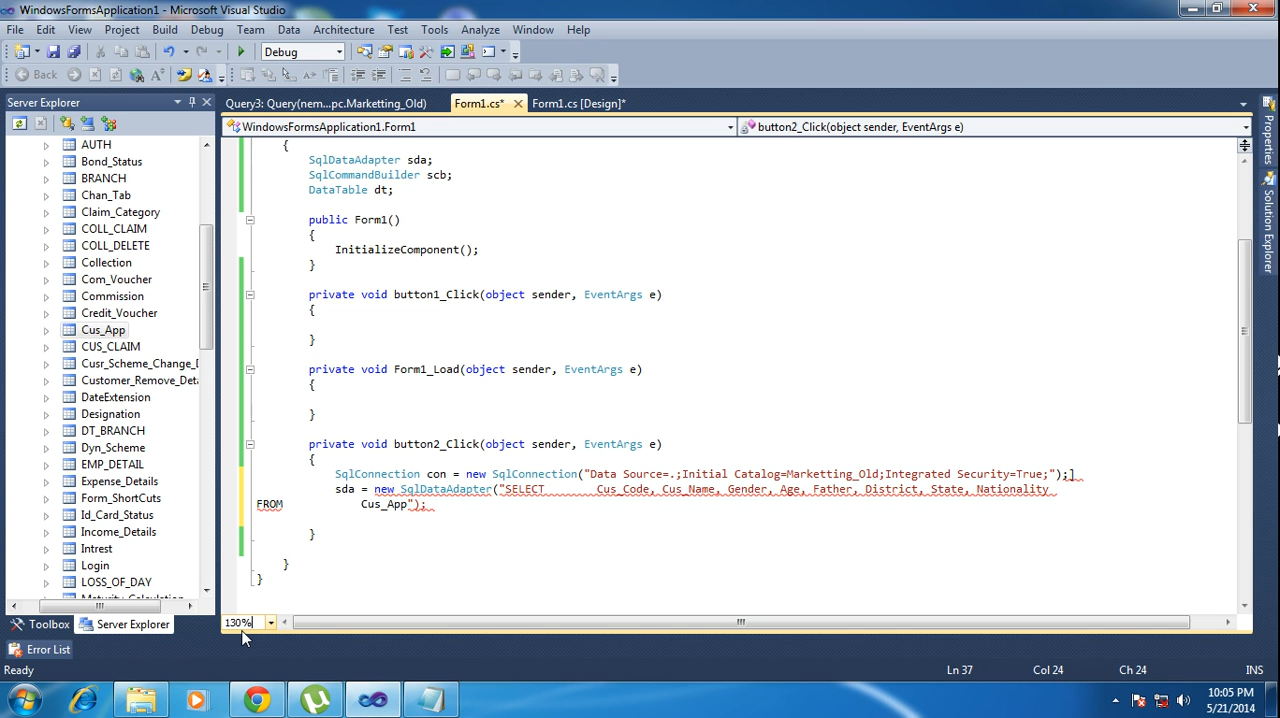 WindowsFormsApplication1 - Microsoft Visual Studio
File Edit View Project Build Debug Team Data Architecture Test Tools Analyze Window Help
Debug
Back
Server Explorer
Query3: Query(nem...pc.Marketting_Old) Form1.cs* Form1.cs [Design]*
WindowsFormsApplication1.Form1 button2_Click(object sender, EventArgs e)
AUTH
Bond_Status
BRANCH
Chan_Tab
Claim_Category
COLL_CLAIM
COLL_DELETE
Collection
Com_Voucher
Commission
Credit_Voucher
Cus_App
CUS_CLAIM
Cusr_Scheme_Change_D
Customer_Remove_Deta
DateExtension
Designation
DT_BRANCH
Dyn_Scheme
EMP_DETAIL
Expense_Details
Form_ShortCuts
Id_Card_Status
Income_Details
Intrest
Login
LOSS_OF_DAY
{
SqlDataAdapter sda;
SqlCommandBuilder scb;
DataTable dt;
public Form1()
{
InitializeComponent();
}
private void button1_Click(object sender, EventArgs e)
{
}
private void Form1_Load(object sender, EventArgs e)
{
}
private void button2_Click(object sender, EventArgs e)
{
SqlConnection con = new SqlConnection("Data Source=.;Initial Catalog=Marketting_Old;Integrated Security=True;");]
sda = new SqlDataAdapter("SELECT Cus_Code, Cus_Name, Gender, Age, Father, District, State, Nationality
FROM Cus_App");
}
}
}
130%
Toolbox Server Explorer
Error List
Ready Ln 37 Col 24 Ch 24 INS
Properties
Solution Explorer
10:05 PM
5/21/2014